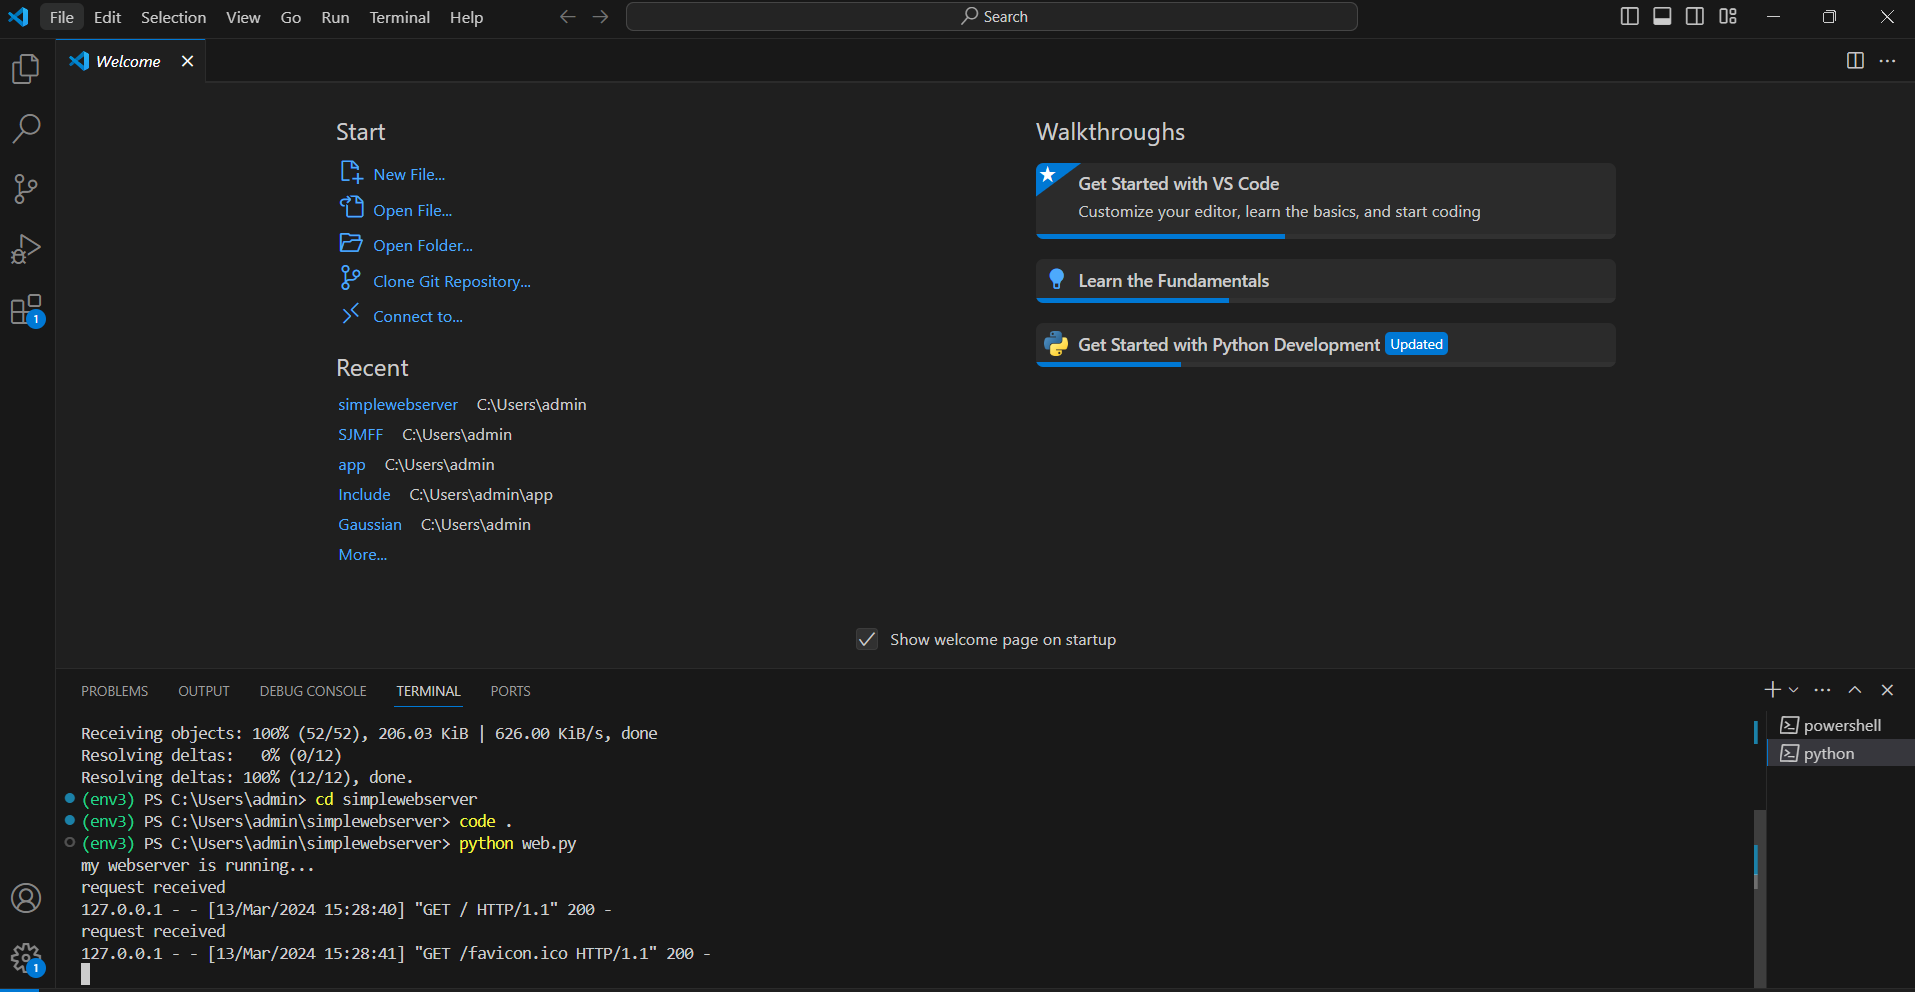 File Edit Selection View Go Run Terminal Help Search
Welcome
Start
New File...
Open File...
Open Folder...
Clone Git Repository...
Connect to...
Recent
simplewebserver C:\Users\admin
SJMFF C:\Users\admin
app C:\Users\admin
Include C:\Users\admin\app
Gaussian C:\Users\admin
More...
Walkthroughs
Get Started with VS Code
Customize your editor, learn the basics, and start coding
Learn the Fundamentals
Get Started with Python Development Updated
1
Show welcome page on startup
PROBLEMS OUTPUT DEBUG CONSOLE TERMINAL PORTS
Receiving objects: 100% (52/52), 206.03 KiB | 626.00 KiB/s, done
Resolving deltas:   0% (0/12)
Resolving deltas: 100% (12/12), done.
(env3) PS C:\Users\admin> cd simplewebserver
(env3) PS C:\Users\admin\simplewebserver> code .
(env3) PS C:\Users\admin\simplewebserver> python web.py
my webserver is running...
request received
127.0.0.1 - - [13/Mar/2024 15:28:40] "GET / HTTP/1.1" 200 -
request received
127.0.0.1 - - [13/Mar/2024 15:28:41] "GET /favicon.ico HTTP/1.1" 200 -
powershell
python
1